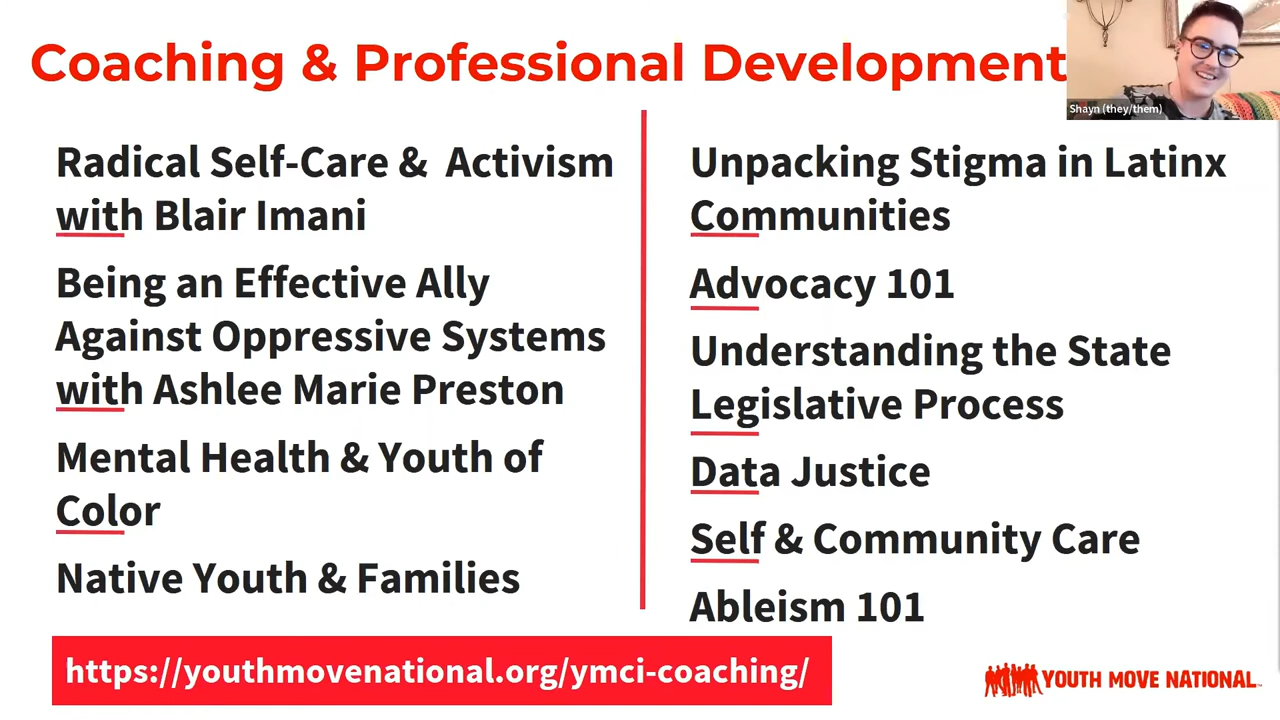 Coaching & Professional Development
Shayn (they/them)
Radical Self-Care & Activism
with Blair Imani
Being an Effective Ally
Against Oppressive Systems
with Ashlee Marie Preston
Mental Health & Youth of
Color
Native Youth & Families
Unpacking Stigma in Latinx
Communities
Advocacy 101
Understanding the State
Legislative Process
Data Justice
Self & Community Care
Ableism 101
https://youthmovenational.org/ymci-coaching/
YOUTH MOVE NATIONAL